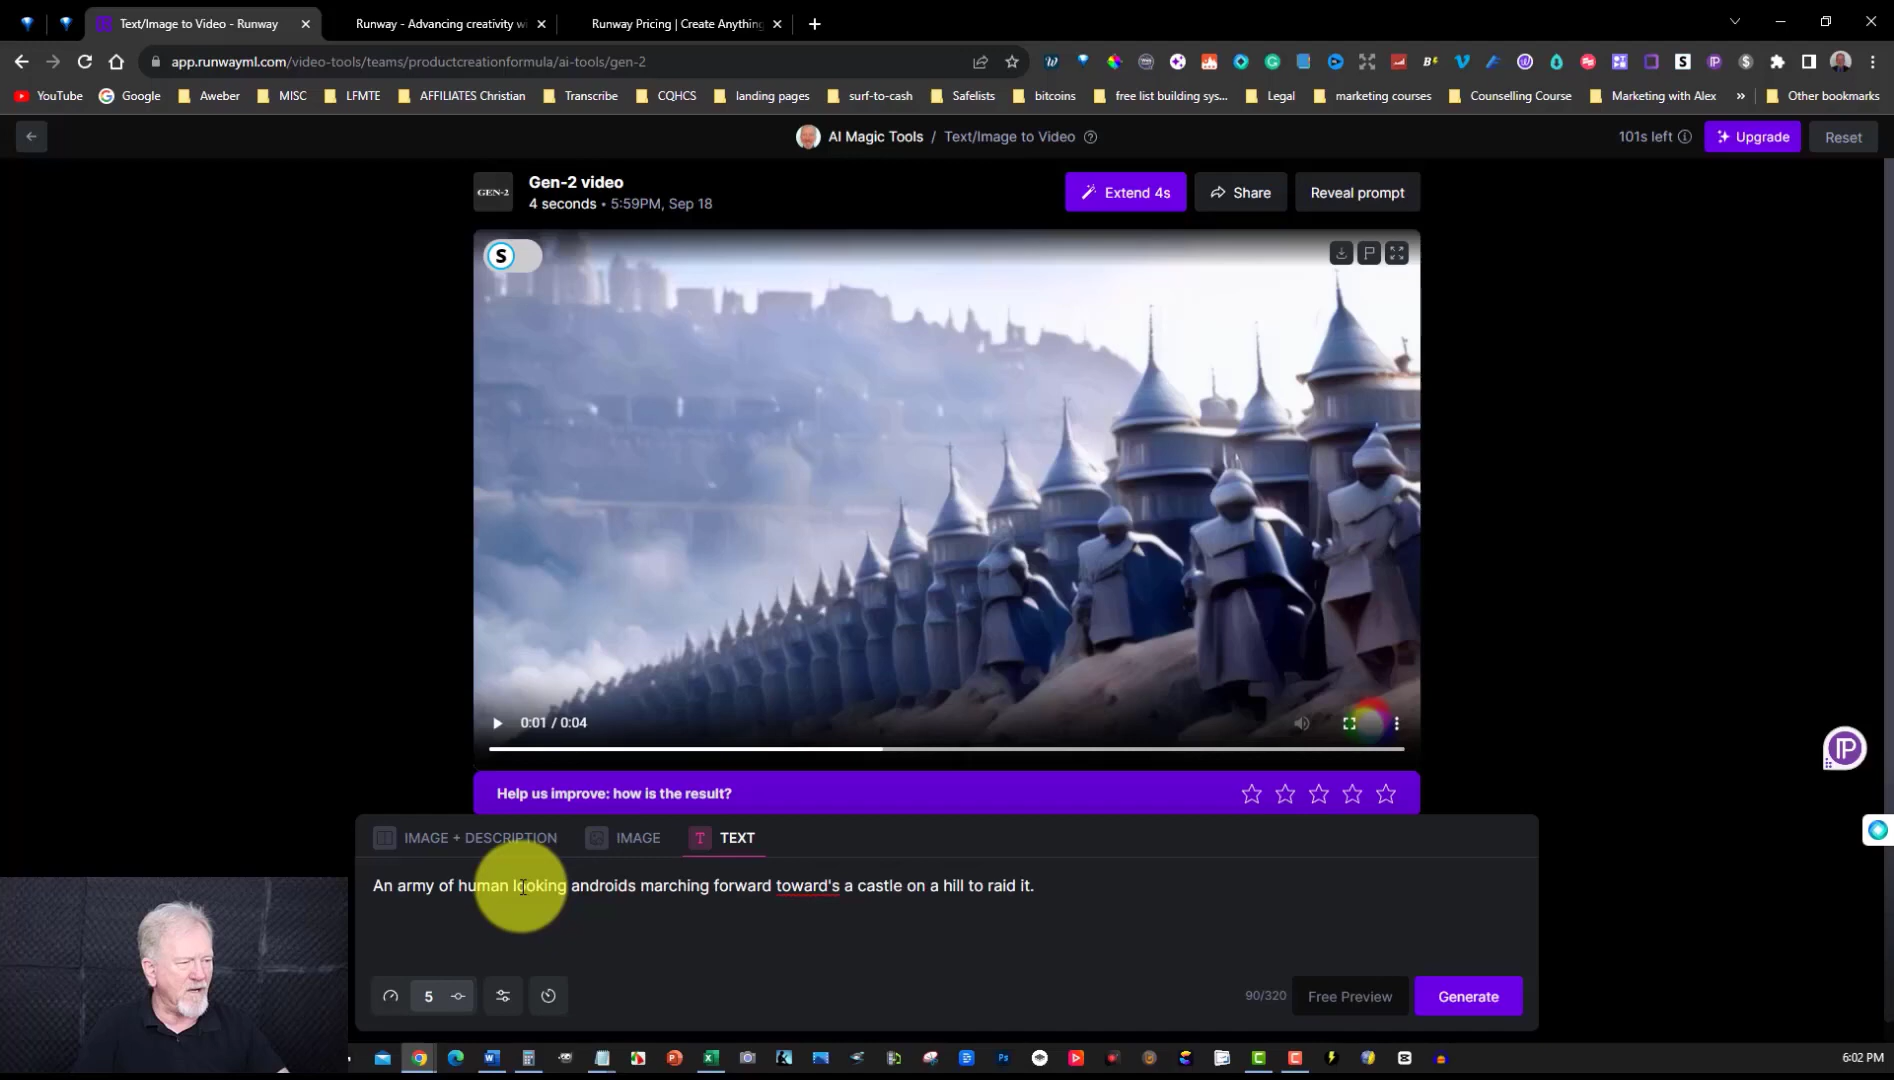 Text/Image to Video - Runway
Runway - Advancing creativity wi
Runway Pricing | Create Anything
app.runwayml.com/video-tools/teams/productcreationformula/ai-tools/gen-2
YouTube Google Aweber MISC LFMTE AFFILIATES Christian Transcribe CQHCS landing pages surf-to-cash Safelists bitcoins free list building sys... Legal marketing courses Counselling Course Marketing with Alex » Other bookmarks
AI Magic Tools / Text/Image to Video
101s left
Upgrade
Reset
GEN-2
Gen-2 video
4 seconds • 5:59PM, Sep 18
Extend 4s
Share
Reveal prompt
S
0:01 / 0:04
Help us improve: how is the result?
IMAGE + DESCRIPTION
IMAGE
T TEXT
An army of human looking androids marching forward toward's a castle on a hill to raid it.
5
90/320
Free Preview
Generate
6:02 PM